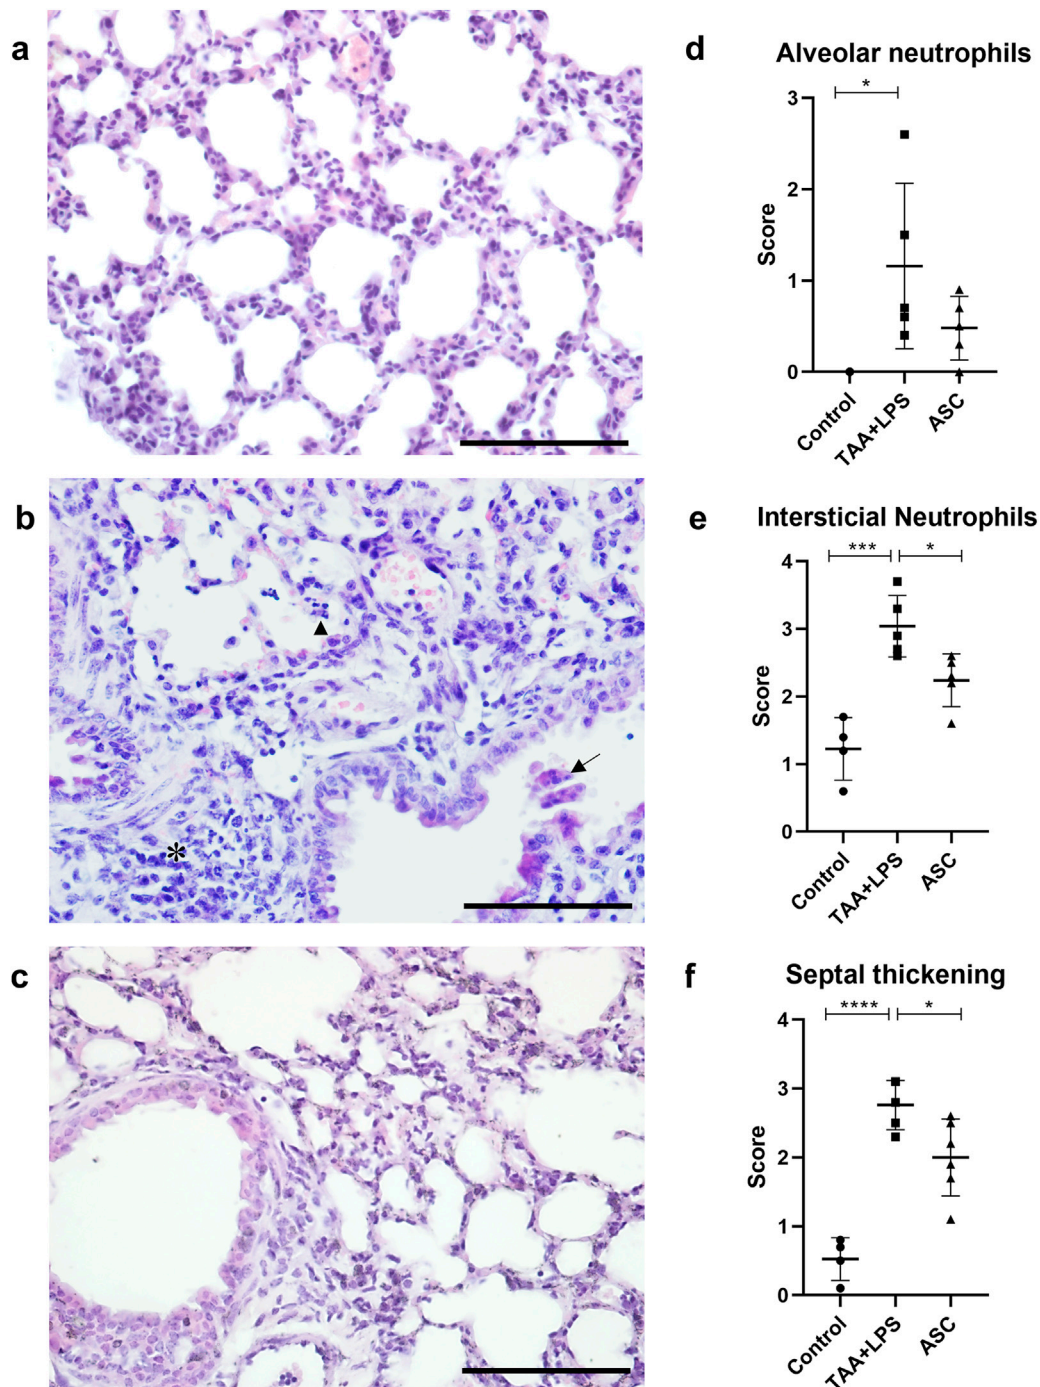 a
b
*
c
d
Alveolar neutrophils
*
3
2
1
0
Score
Control
TAA+LPS
ASC
e
Intersticial Neutrophils
***
*
4
3
2
1
0
Score
Control
TAA+LPS
ASC
f
Septal thickening
****
*
4
3
2
1
0
Score
Control
TAA+LPS
ASC